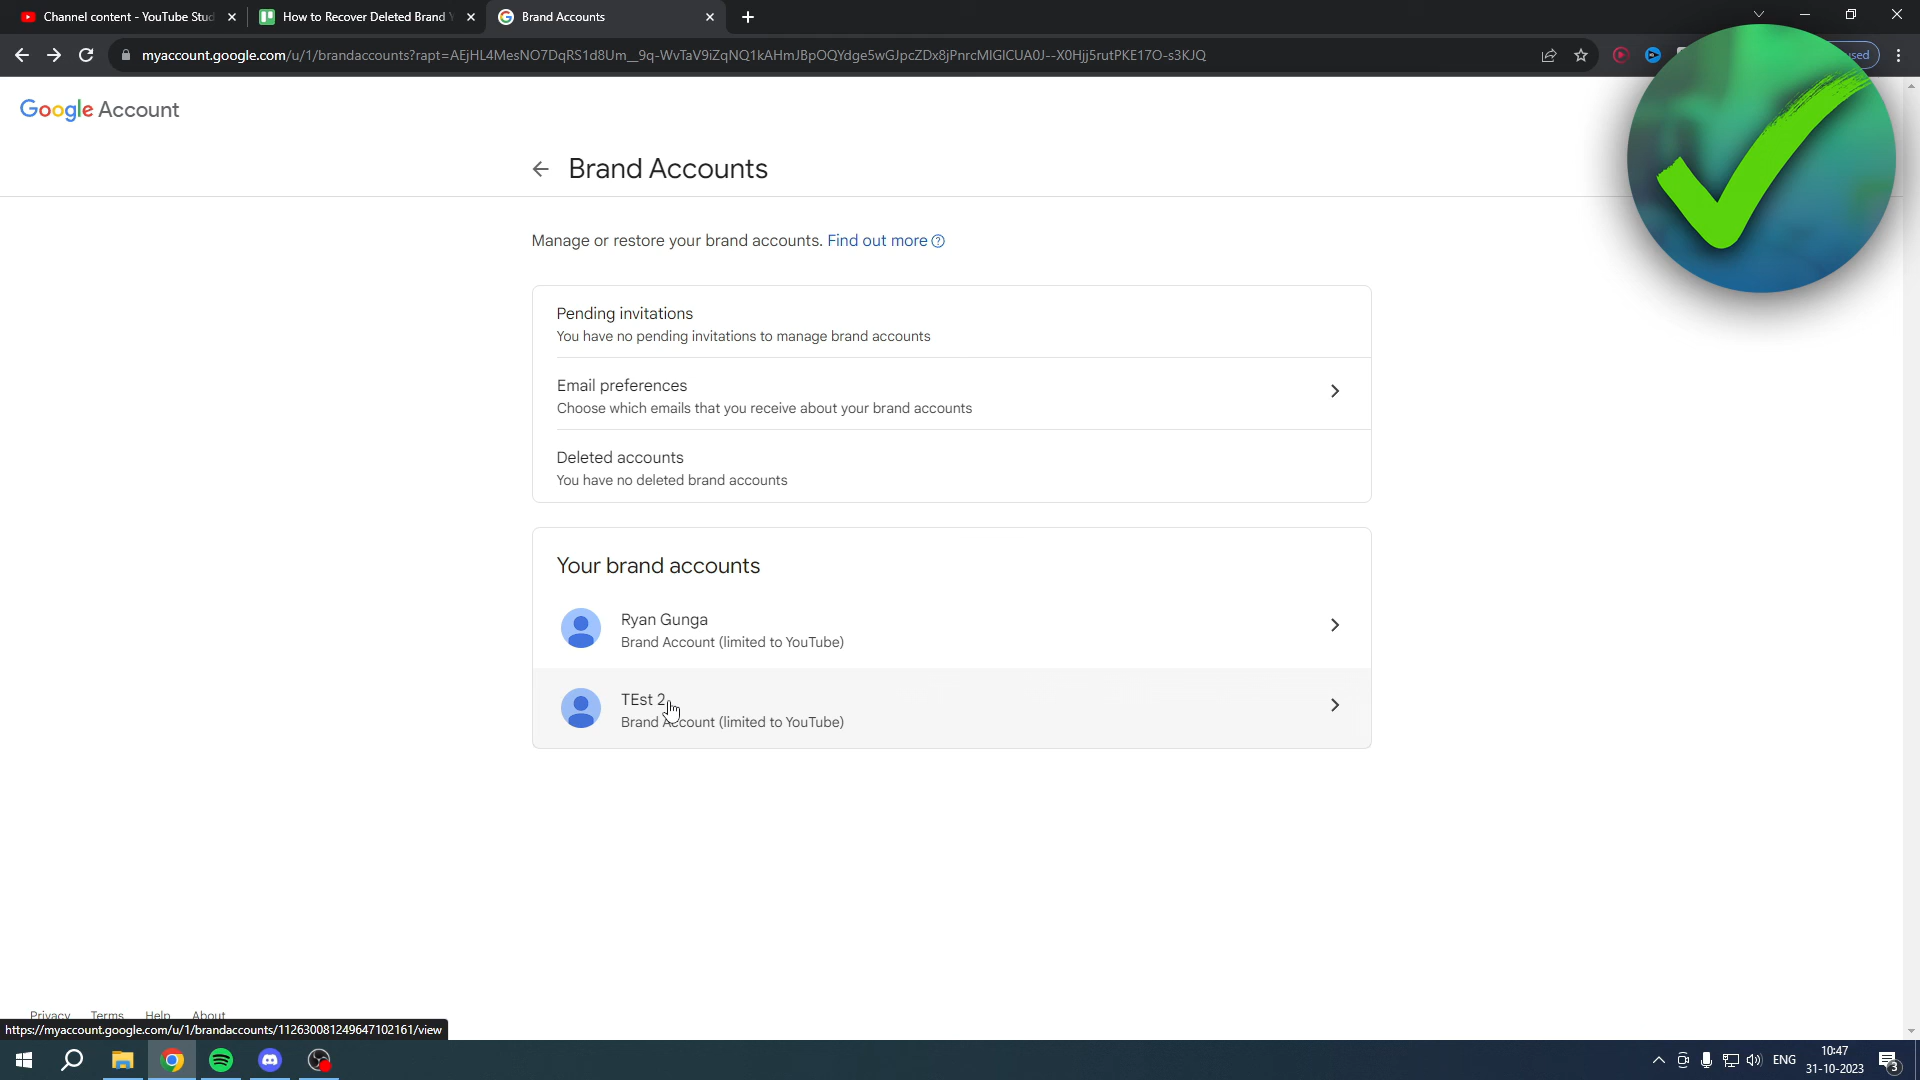 Channel content - YouTube Stud
How to Recover Deleted Brand Y
Brand Accounts
myaccount.google.com/u/1/brandaccounts?rapt=AEjHL4MesNO7DqRS1d8Um__9q-WvTaV9iZqNQ1kAHmJBpOQYdge5wGJpcZDx8jPnrcMIGlCUA0J--X0Hjj5rutPKE17O-s3KJQ
Google Account
Brand Accounts
Manage or restore your brand accounts. Find out more
Pending invitations
You have no pending invitations to manage brand accounts
Email preferences
Choose which emails that you receive about your brand accounts
Deleted accounts
You have no deleted brand accounts
Your brand accounts
Ryan Gunga
Brand Account (limited to YouTube)
TEst 2
Brand Account (limited to YouTube)
Privacy Terms Help About
https://myaccount.google.com/u/1/brandaccounts/112630081249647102161/view
ENG
10:47
31-10-2023
3